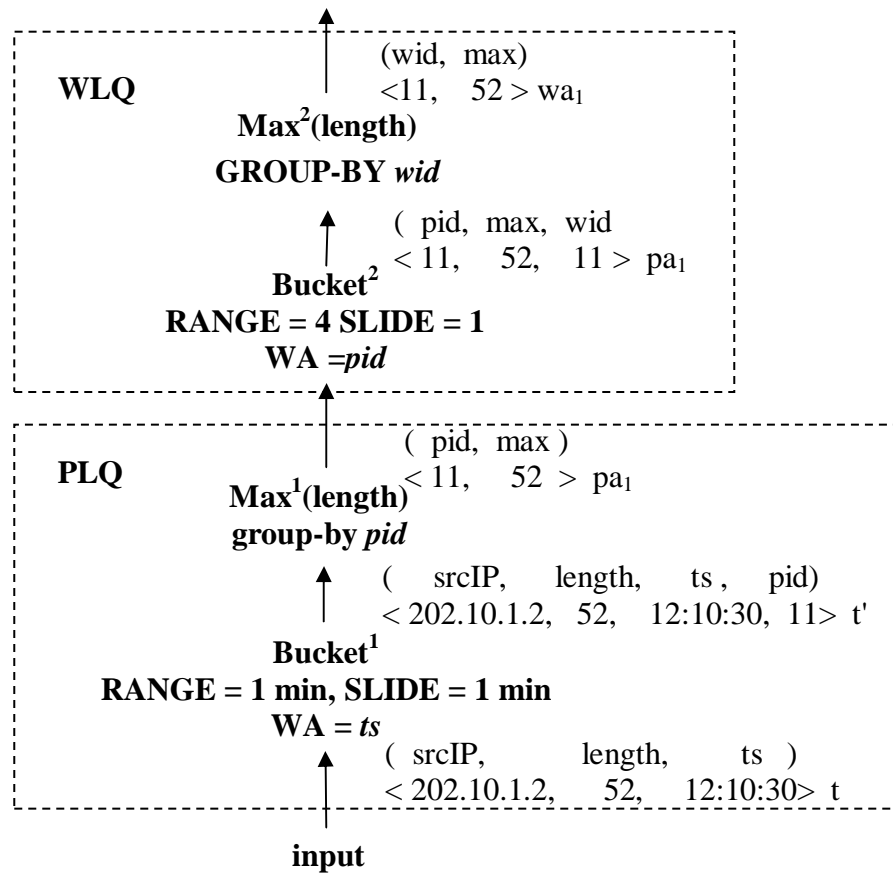 (wid, max)
WLQ
<11, 52 > wa₁
Max²(length)
GROUP-BY wid
( pid, max, wid
< 11, 52, 11 > pa₁
Bucket²
RANGE = 4 SLIDE = 1
WA =pid
( pid, max )
PLQ
< 11, 52 > pa₁
Max¹(length)
group-by pid
( srcIP, length, ts , pid)
< 202.10.1.2, 52, 12:10:30, 11> t'
Bucket¹
RANGE = 1 min, SLIDE = 1 min
WA = ts
( srcIP, length, ts )
< 202.10.1.2, 52, 12:10:30> t
input